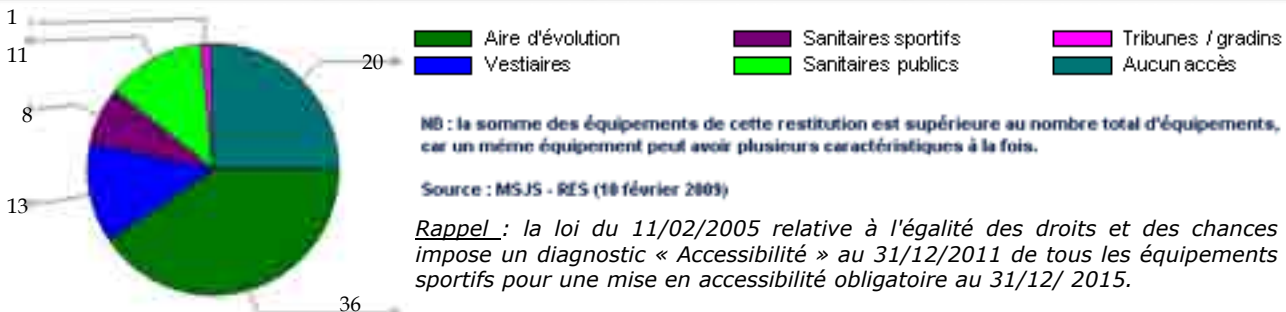 1
11
8
13
20
36
Aire d'évolution
Vestiaires
Sanitaires sportifs
Sanitaires publics
Tribunes / gradins
Aucun accès
NB : la somme des équipements de cette restitution est supérieure au nombre total d'équipements,
car un même équipement peut avoir plusieurs caractéristiques à la fois.
Source : MSJS - RES (10 février 2009)
Rappel : la loi du 11/02/2005 relative à l'égalité des droits et des chances
impose un diagnostic « Accessibilité » au 31/12/2011 de tous les équipements
sportifs pour une mise en accessibilité obligatoire au 31/12/ 2015.